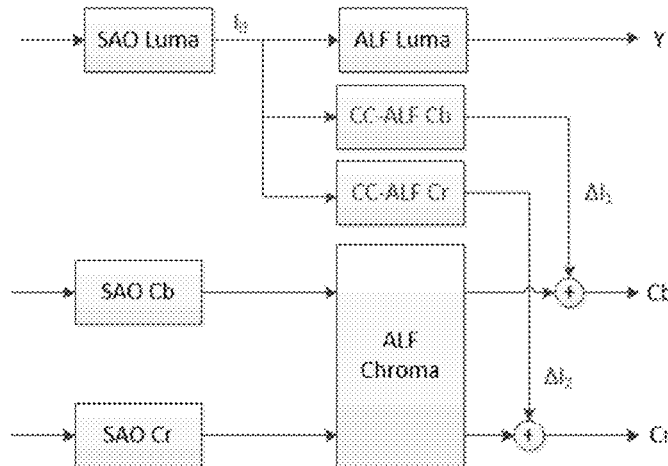 SAO Luma
I₀
ALF Luma
Y
CC-ALF Cb
CC-ALF Cr
ΔI₁
SAO Cb
ALF
Chroma
+
Cb
ΔI₂
SAO Cr
+
Cr